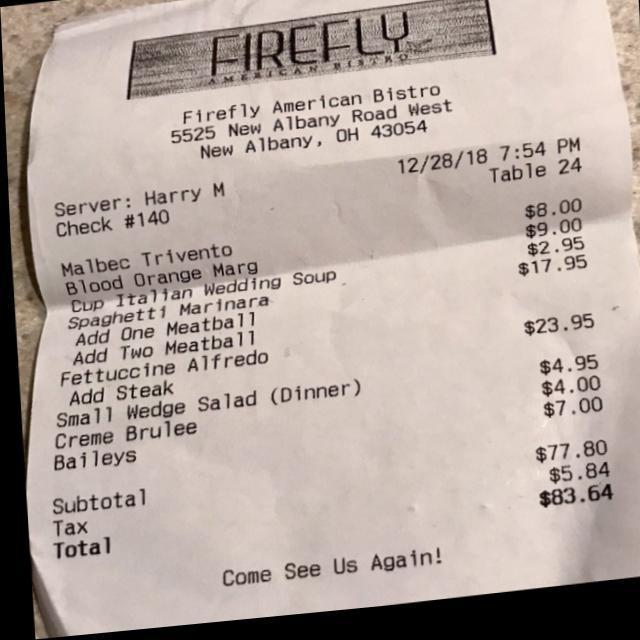 FIREFLY
AMERICAN BISTRO
Firefly American Bistro
5525 New Albany Road West
New Albany, OH 43054
12/28/18 7:54 PM
Server: Harry M Table 24
Check #140
Malbec Trivento $8.00
Blood Orange Marg $9.00
Cup Italian Wedding Soup $2.95
Spaghetti Marinara $17.95
Add One Meatball
Add Two Meatball
Fettuccine Alfredo $23.95
Add Steak
Small Wedge Salad (Dinner) $4.95
Creme Brulee $4.00
Baileys $7.00
Subtotal $77.80
Tax $5.84
Total $83.64
Come See Us Again!